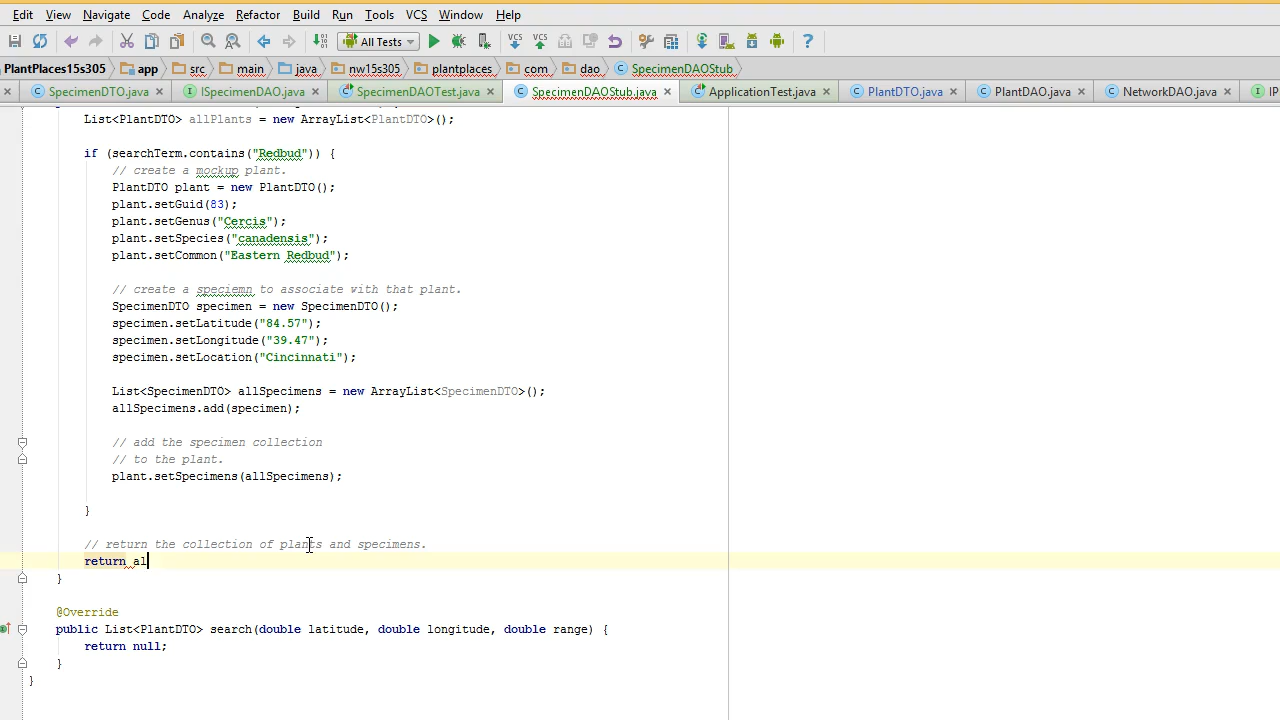 Edit View Navigate Code Analyze Refactor Build Run Tools VCS Window Help
All Tests VCS VCS ?
PlantPlaces15s305 app src main java nw15s305 plantplaces com dao SpecimenDAOStub
SpecimenDTO.java ISpecimenDAO.java SpecimenDAOTest.java SpecimenDAOStub.java ApplicationTest.java PlantDTO.java PlantDAO.java NetworkDAO.java IP
List<PlantDTO> allPlants = new ArrayList<PlantDTO>();
if (searchTerm.contains("Redbud")) {
// create a mockup plant.
PlantDTO plant = new PlantDTO();
plant.setGuid(83);
plant.setGenus("Cercis");
plant.setSpecies("canadensis");
plant.setCommon("Eastern Redbud");
// create a speciemn to associate with that plant.
SpecimenDTO specimen = new SpecimenDTO();
specimen.setLatitude("84.57");
specimen.setLongitude("39.47");
specimen.setLocation("Cincinnati");
List<SpecimenDTO> allSpecimens = new ArrayList<SpecimenDTO>();
allSpecimens.add(specimen);
// add the specimen collection
// to the plant.
plant.setSpecimens(allSpecimens);
}
// return the collection of plants and specimens.
return al
}
@Override
public List<PlantDTO> search(double latitude, double longitude, double range) {
return null;
}
}